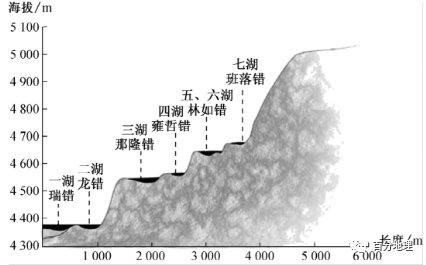 海拔/m
5 100
5 000
4 900
4 800
4 700
4 600
4 500
4 400
4 300
七湖
班落错
五、六湖
林如错
四湖
雍哲错
三湖
那隆错
二湖
龙错
一湖
瑞错
长度/m
1 000
2 000
3 000
4 000
5 000
6 000
百分地理